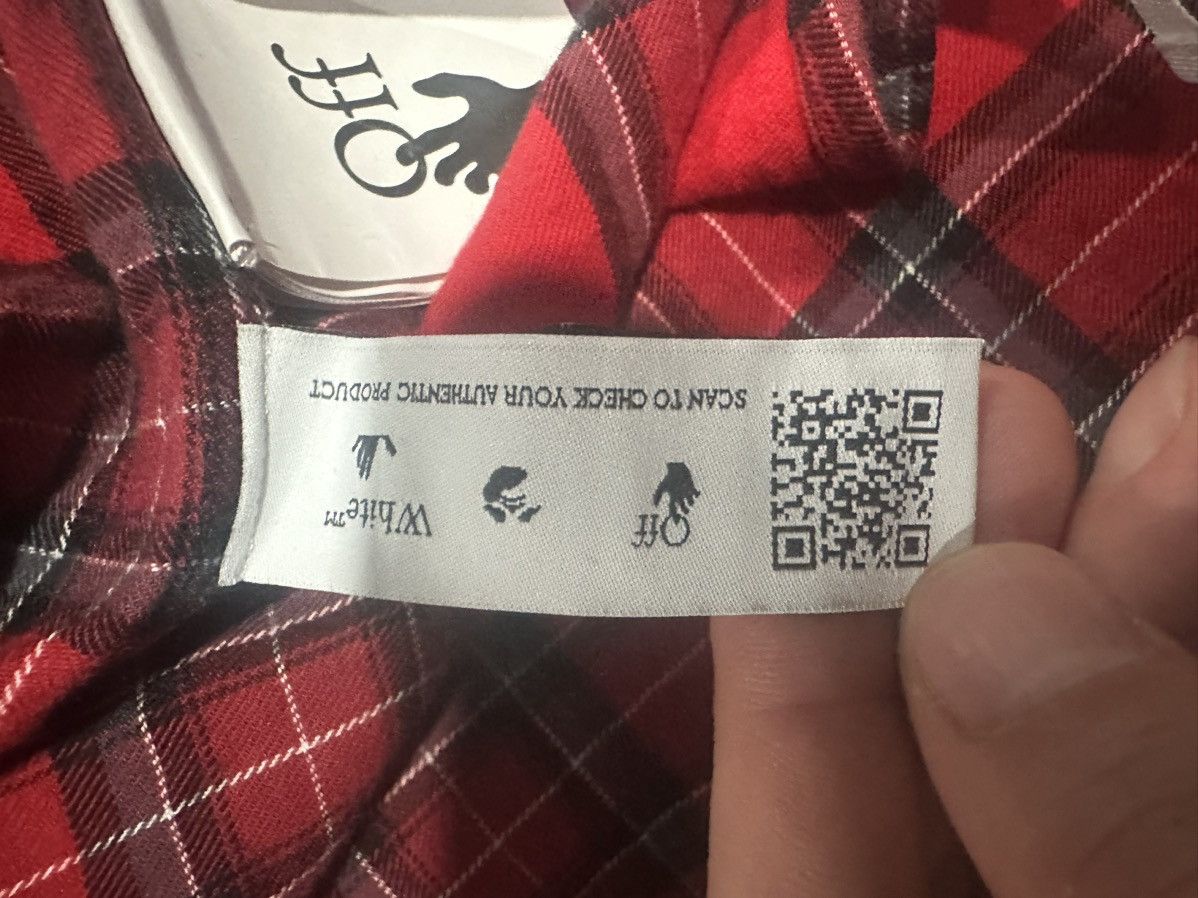 Off
SCAN TO CHECK YOUR AUTHENTIC PRODUCT
Off
White™